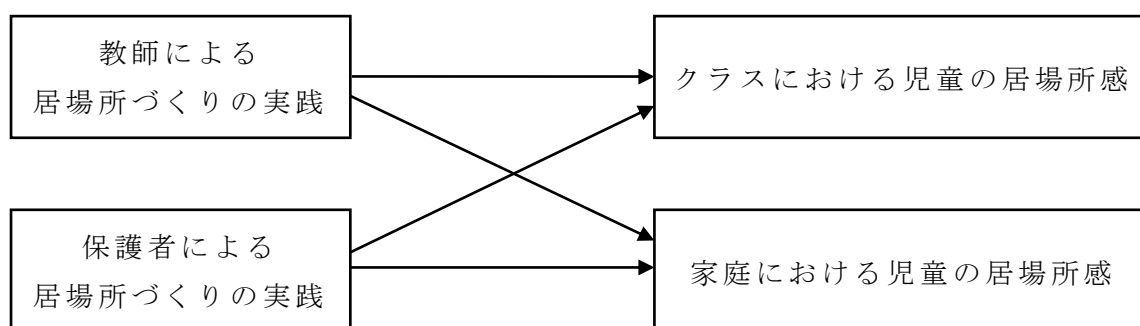 教師による
居場所づくりの実践
クラスにおける児童の居場所感
保護者による
居場所づくりの実践
家庭における児童の居場所感